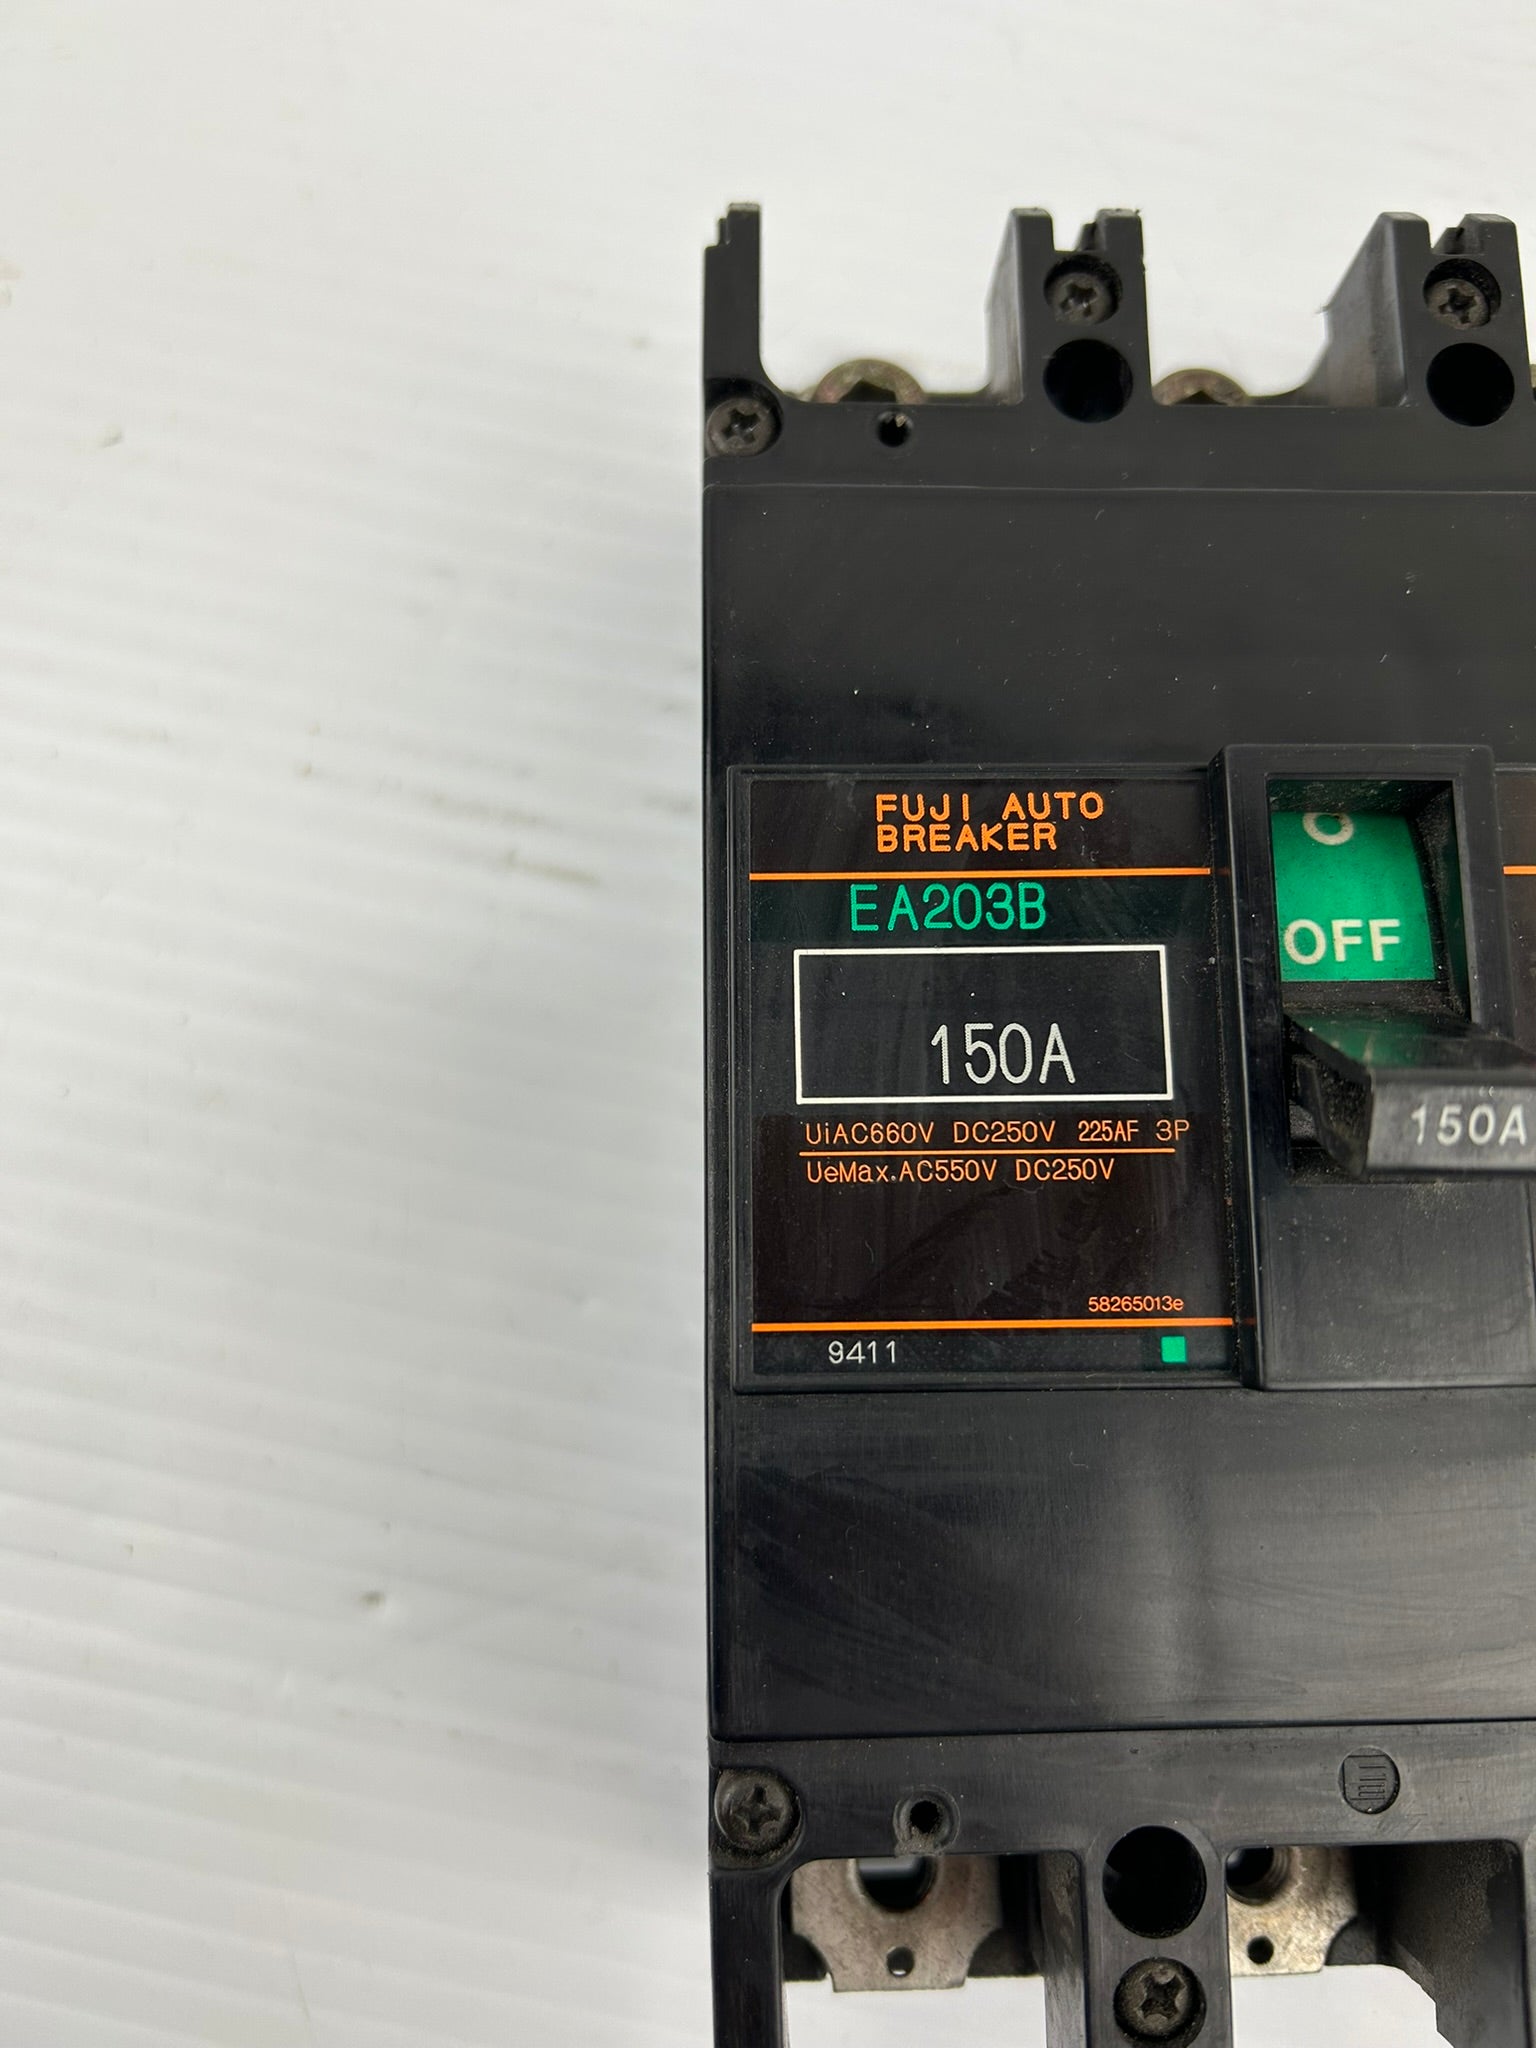 FUJI AUTO
BREAKER
EA203B
150A
UiAC660V DC250V 225AF 3P
UeMax.AC550V DC250V
58265013e
9411
O
OFF
150A